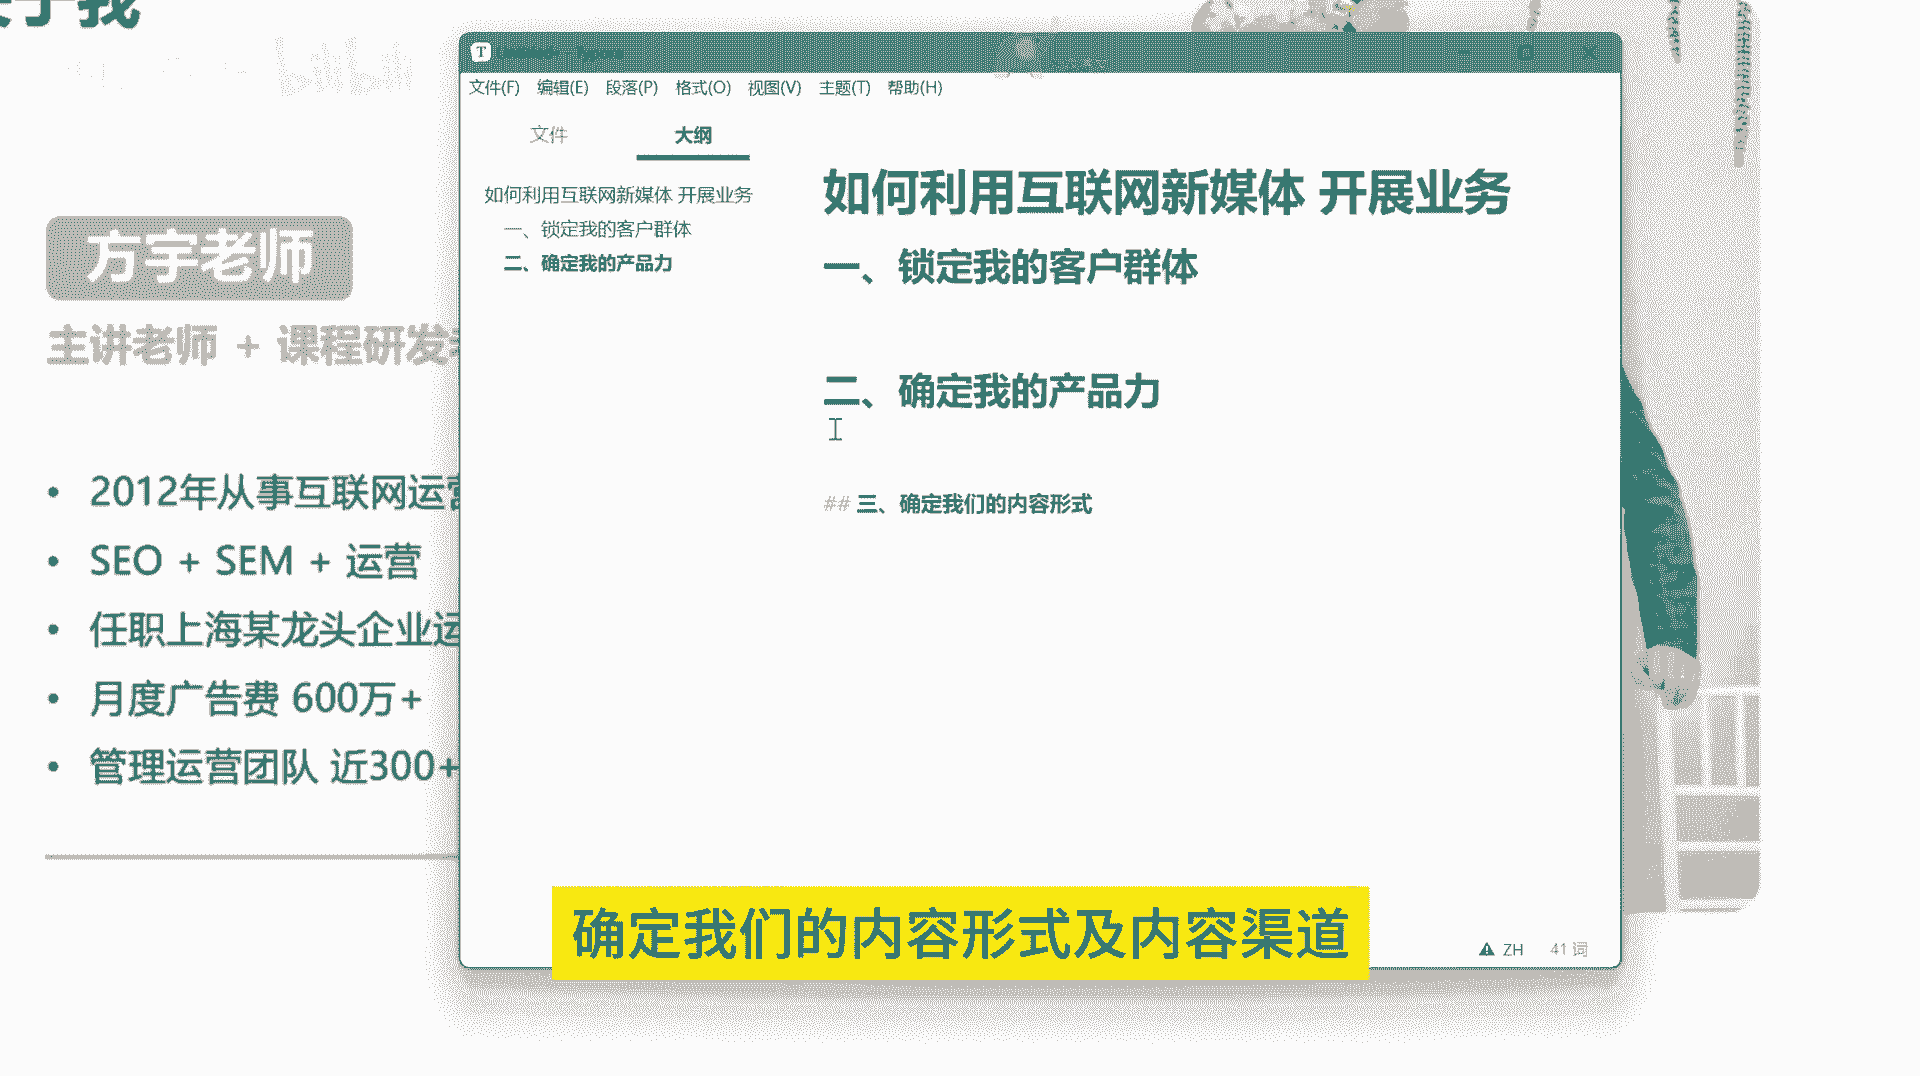 于我
bilibili
方宇老师
主讲老师 + 课程研发
• 2012年从事互联网运营
• SEO + SEM + 运营
• 任职上海某龙头企业运
• 月度广告费 600万+
• 管理运营团队 近300+
T
文件(F) 编辑(E) 段落(P) 格式(O) 视图(V) 主题(T) 帮助(H)
文件 大纲
如何利用互联网新媒体 开展业务
一、锁定我的客户群体
二、确定我的产品力
如何利用互联网新媒体 开展业务
一、锁定我的客户群体
二、确定我的产品力
## 三、确定我们的内容形式
ZH 41 词
确定我们的内容形式及内容渠道